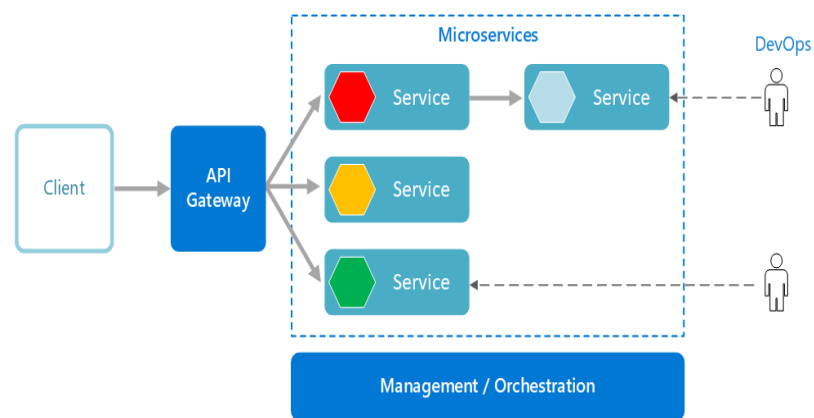 Microservices
DevOps
Service
Service
Client
API
Gateway
Service
Service
Management / Orchestration